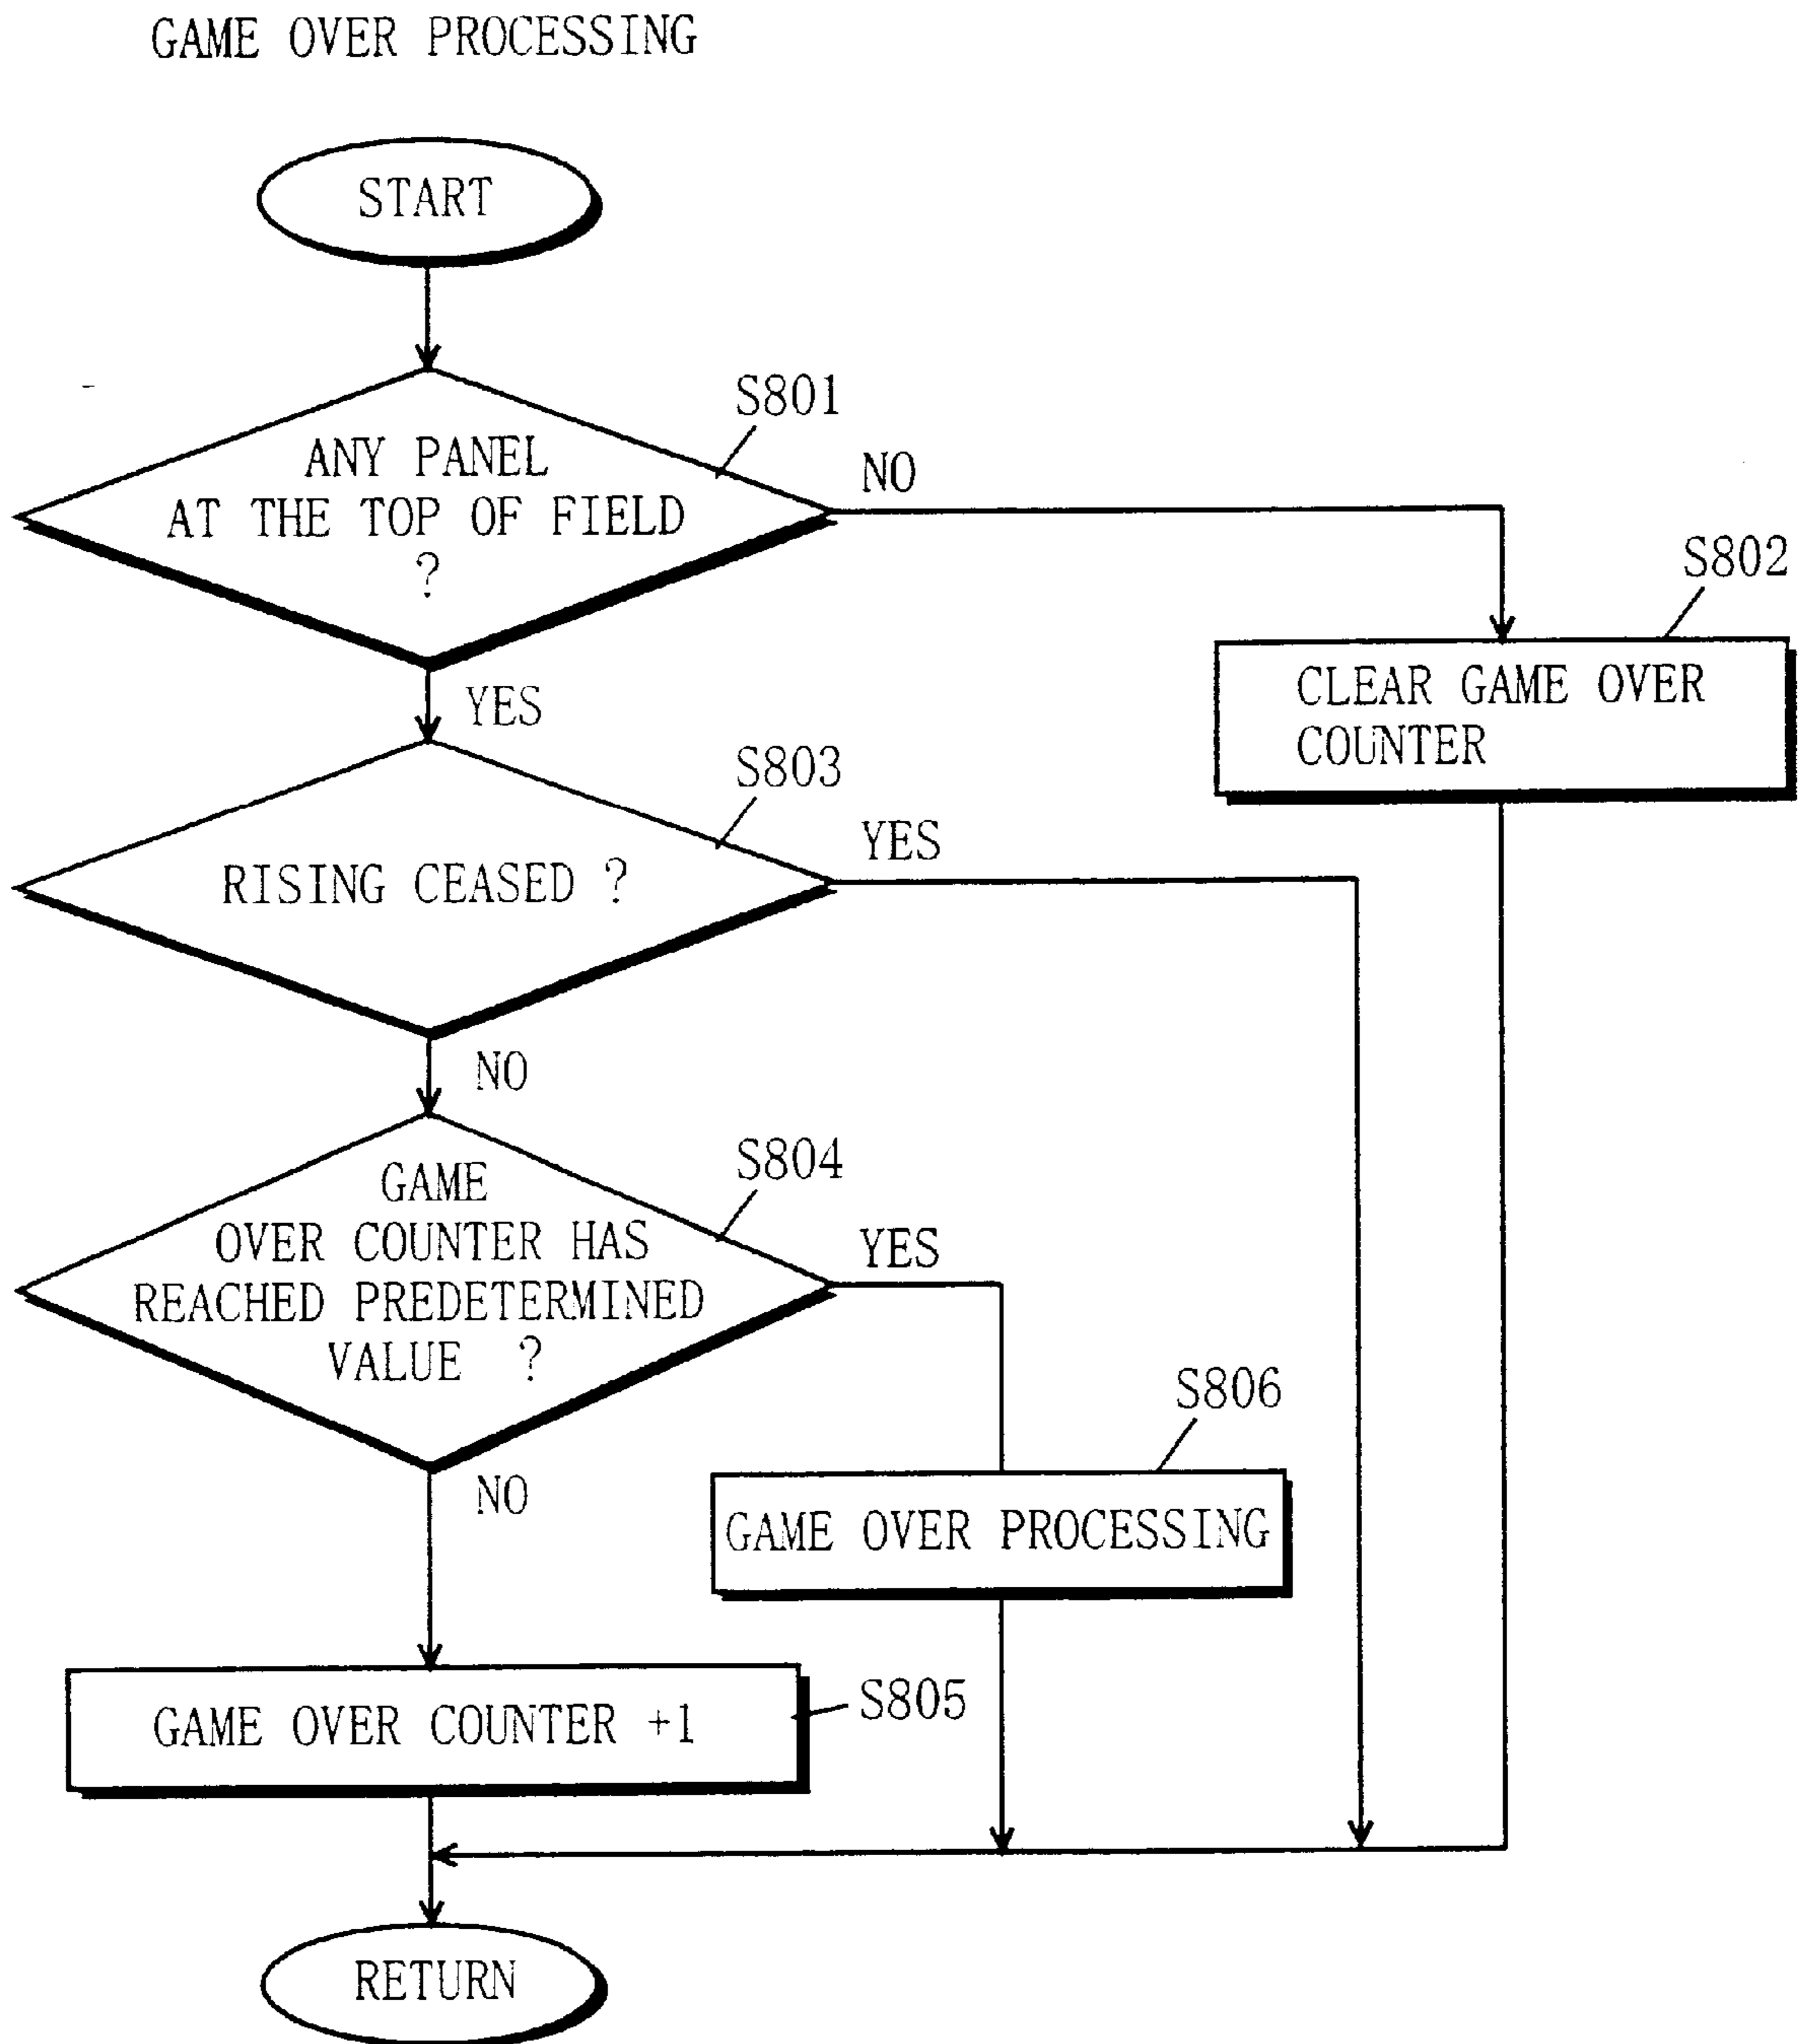 GAME OVER PROCESSING
START
S801
ANY PANEL
AT THE TOP OF FIELD
?
NO
S802
CLEAR GAME OVER
COUNTER
YES
S803
RISING CEASED ?
YES
NO
S804
GAME
OVER COUNTER HAS
REACHED PREDETERMINED
VALUE ?
YES
S806
GAME OVER PROCESSING
NO
S805
GAME OVER COUNTER +1
RETURN